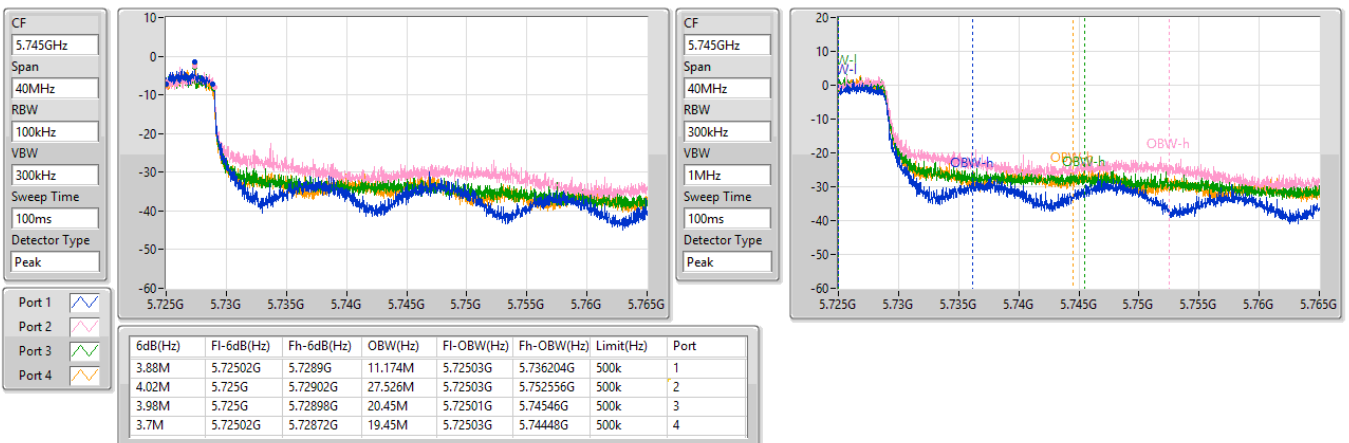 CF
5.745GHz
Span
40MHz
RBW
100kHz
VBW
300kHz
Sweep Time
100ms
Detector Type
Peak
10-
0-
-10-
-20-
-30-
-40-
-50-
-60-
5.725G 5.73G 5.735G 5.74G 5.745G 5.75G 5.755G 5.76G 5.765G
CF
5.745GHz
Span
40MHz
RBW
300kHz
VBW
1MHz
Sweep Time
100ms
Detector Type
Peak
20-
10-
0-
-10-
-20-
-30-
-40-
-50-
-60-
W-l
W-l
OBW-h
OBW-h
OBW-h
5.725G 5.73G 5.735G 5.74G 5.745G 5.75G 5.755G 5.76G 5.765G
Port 1
Port 2
Port 3
Port 4
6dB(Hz) Fl-6dB(Hz) Fh-6dB(Hz) OBW(Hz) Fl-OBW(Hz) Fh-OBW(Hz) Limit(Hz) Port
3.88M 5.72502G 5.7289G 11.174M 5.72503G 5.736204G 500k 1
4.02M 5.725G 5.72902G 27.526M 5.72503G 5.752556G 500k 2
3.98M 5.725G 5.72898G 20.45M 5.72501G 5.74546G 500k 3
3.7M 5.72502G 5.72872G 19.45M 5.72503G 5.74448G 500k 4